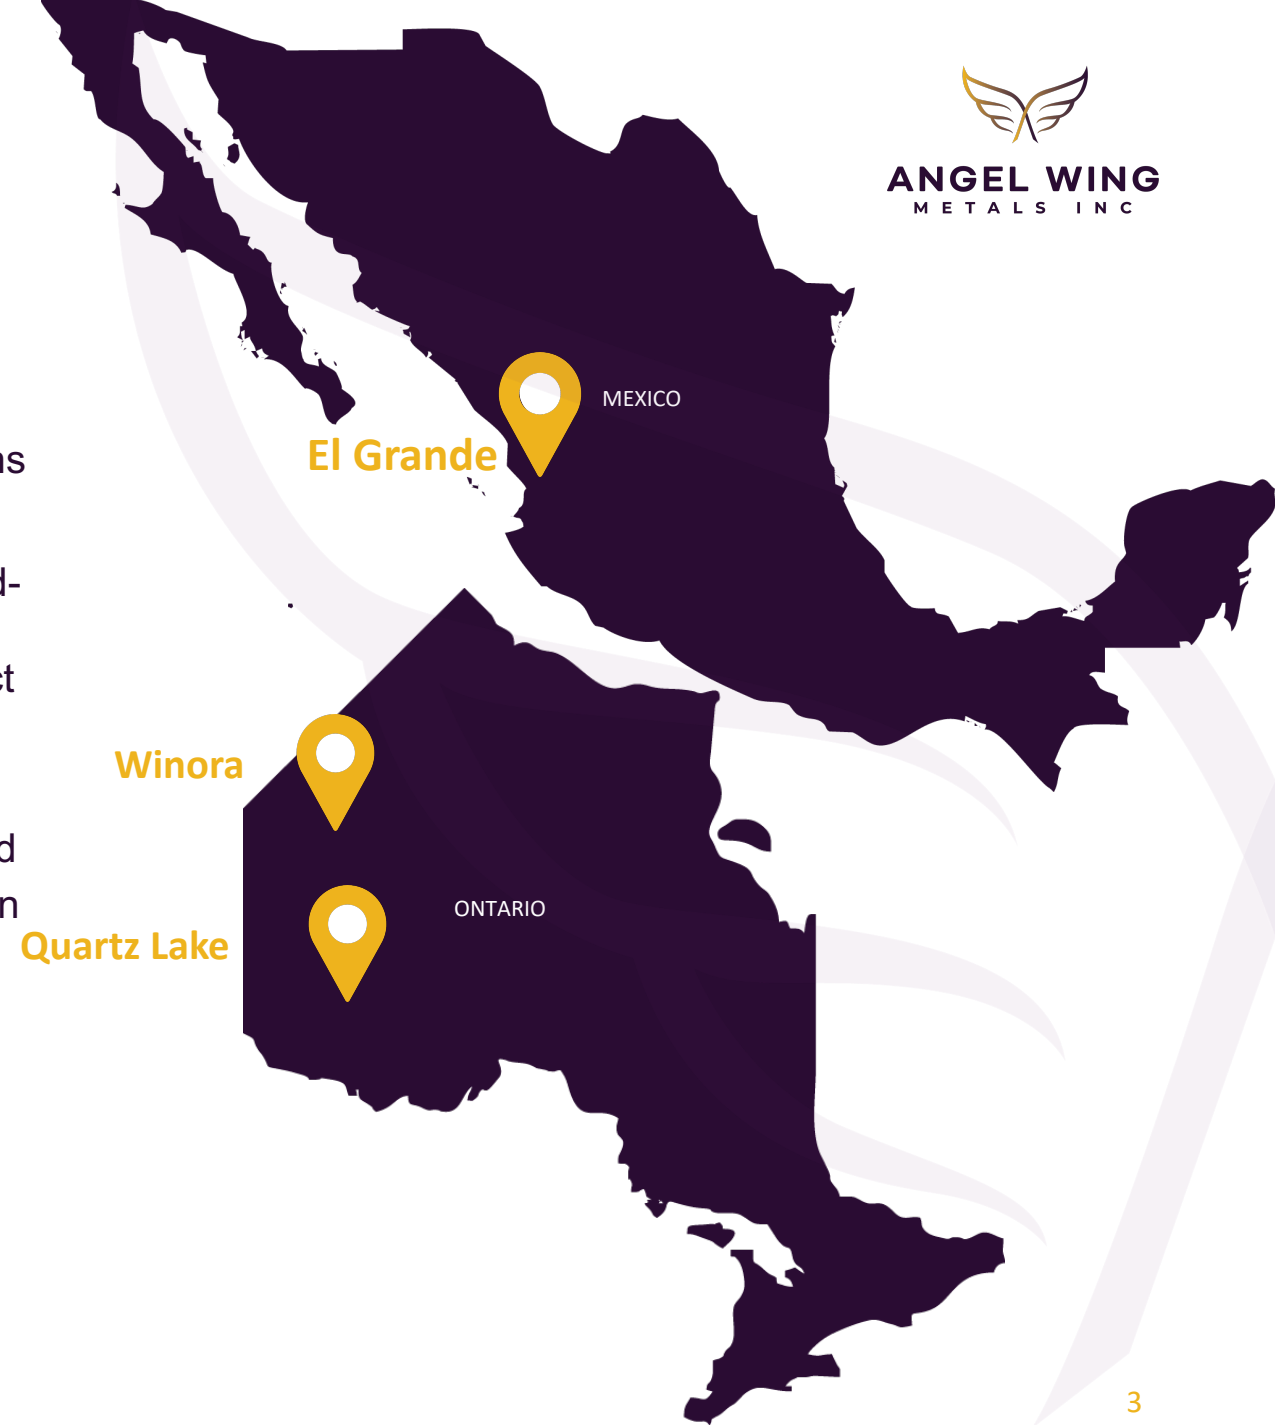 ANGEL WING
METALS INC
MEXICO
El Grande
Winora
ONTARIO
Quartz Lake
3